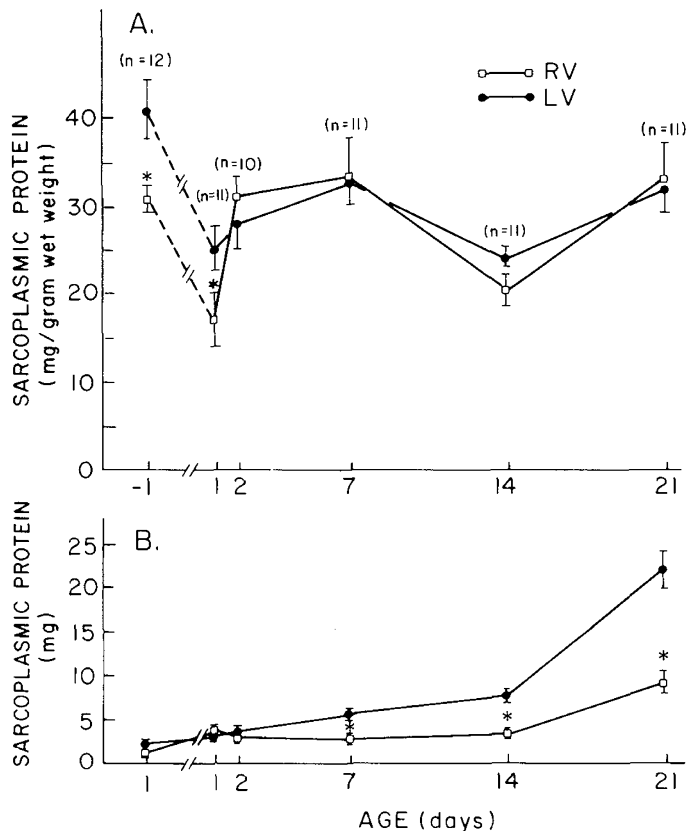 A.
(n=12)
RV
LV
(n=11)
(n=11)
(n=10)
(n=11)
(n=11)
*
*
SARCOPLASMIC PROTEIN
(mg/gram wet weight)
40
30
20
10
0
-1 1 2 7 14 21
B.
SARCOPLASMIC PROTEIN
(mg)
25
20
15
10
5
0
*
*
*
1 1 2 7 14 21
AGE (days)